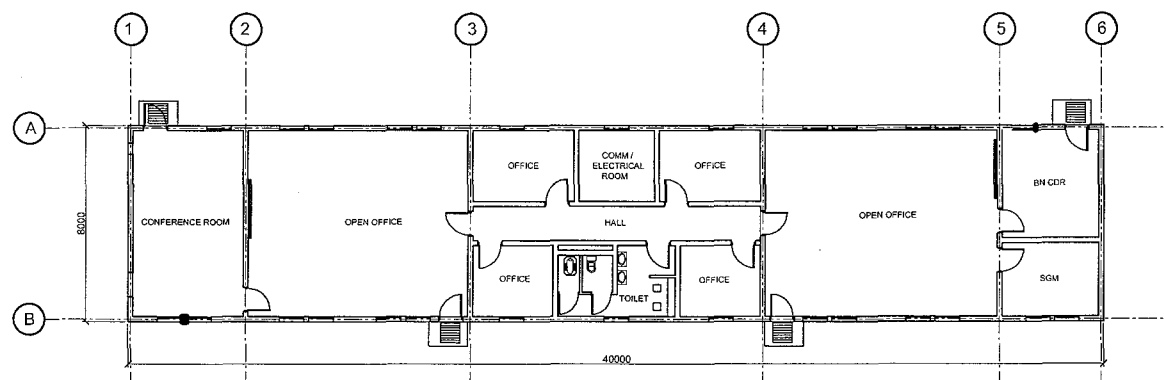 1
2
3
4
5
6
A
OFFICE
COMM /
ELECTRICAL
ROOM
OFFICE
BN CDR
CONFERENCE ROOM
OPEN OFFICE
HALL
OPEN OFFICE
8000
OFFICE
TOILET
OFFICE
SGM
B
40000